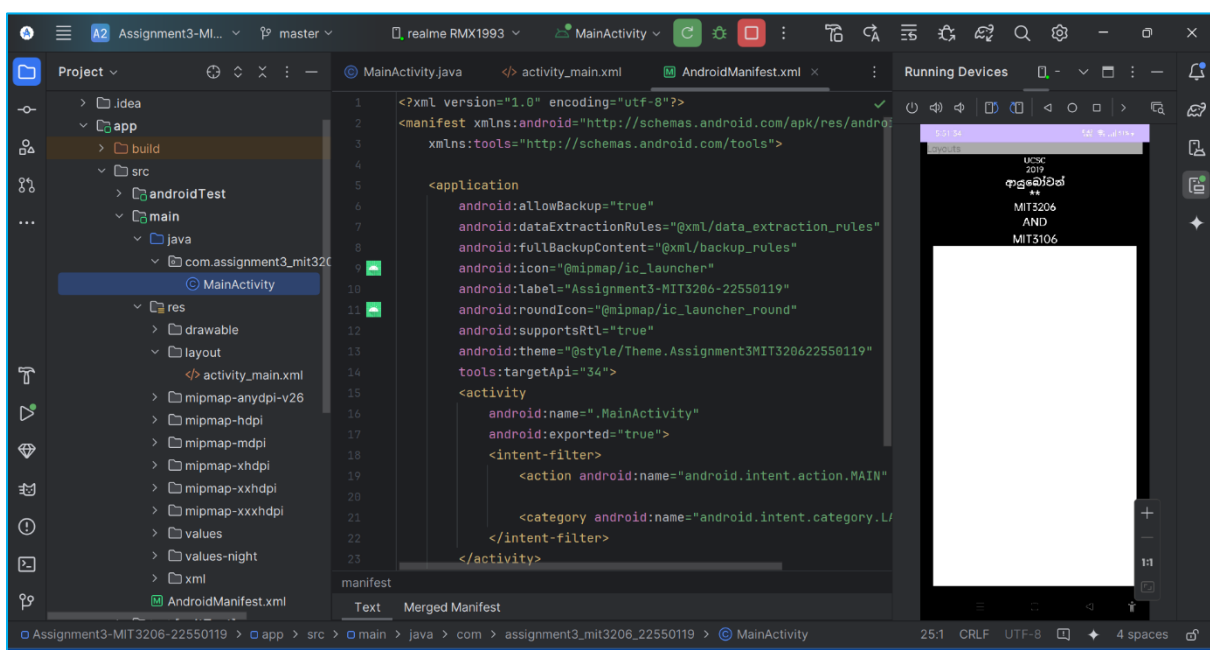 A2 Assignment3-MI... master realme RMX1993 MainActivity
Project
MainActivity.java activity_main.xml AndroidManifest.xml
Running Devices
.idea
app
build
src
androidTest
main
java
com.assignment3_mit320
MainActivity
res
drawable
layout
activity_main.xml
mipmap-anydpi-v26
mipmap-hdpi
mipmap-mdpi
mipmap-xhdpi
mipmap-xxhdpi
mipmap-xxxhdpi
values
values-night
xml
AndroidManifest.xml
1 <?xml version="1.0" encoding="utf-8"?>
2 <manifest xmlns:android="http://schemas.android.com/apk/res/andro
3 xmlns:tools="http://schemas.android.com/tools">
4
5 <application
6 android:allowBackup="true"
7 android:dataExtractionRules="@xml/data_extraction_rules"
8 android:fullBackupContent="@xml/backup_rules"
9 android:icon="@mipmap/ic_launcher"
10 android:label="Assignment3-MIT3206-22550119"
11 android:roundIcon="@mipmap/ic_launcher_round"
12 android:supportsRtl="true"
13 android:theme="@style/Theme.Assignment3MIT320622550119"
14 tools:targetApi="34">
15 <activity
16 android:name=".MainActivity"
17 android:exported="true">
18 <intent-filter>
19 <action android:name="android.intent.action.MAIN"
20
21 <category android:name="android.intent.category.LA
22 </intent-filter>
23 </activity>
manifest
Text Merged Manifest
Layouts
UCSC
2019
ආයුබෝවන්
**
MIT3206
AND
MIT3106
1:1
Assignment3-MIT3206-22550119 > app > src > main > java > com > assignment3_mit3206_22550119 > MainActivity
25:1 CRLF UTF-8 4 spaces